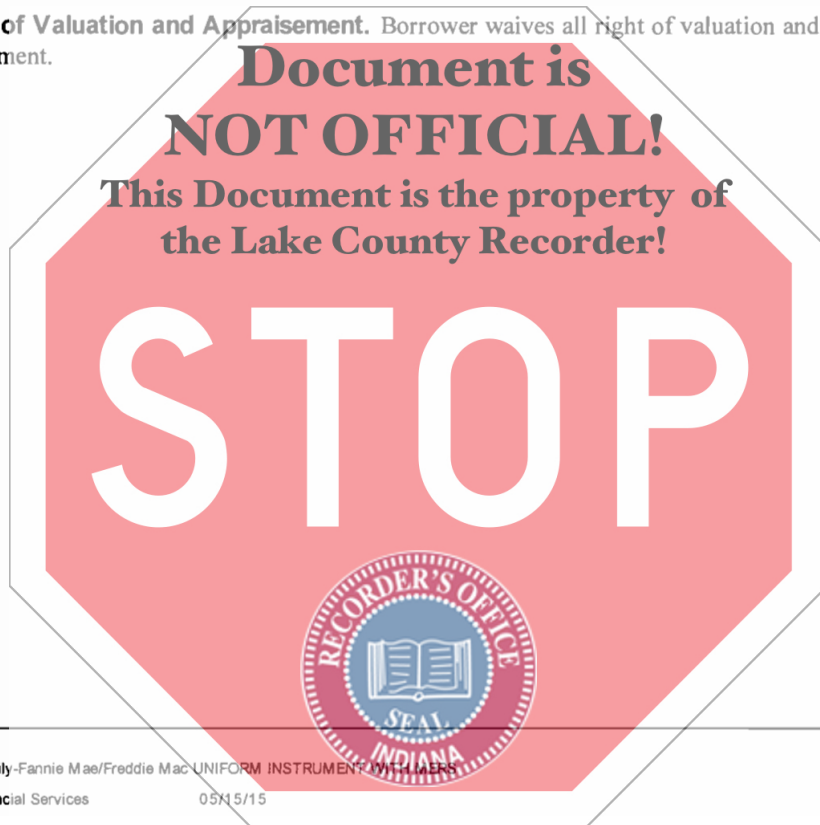 of Valuation and Appraisement. Borrower waives all right of valuation and
ment.
Document is
NOT OFFICIAL!
This Document is the property of
the Lake County Recorder!
STOP
RECORDER'S OFFICE
SEAL
INDIANA
ly-Fannie Mae/Freddie Mac UNIFORM INSTRUMENT WITH MERS
cial Services 05/15/15